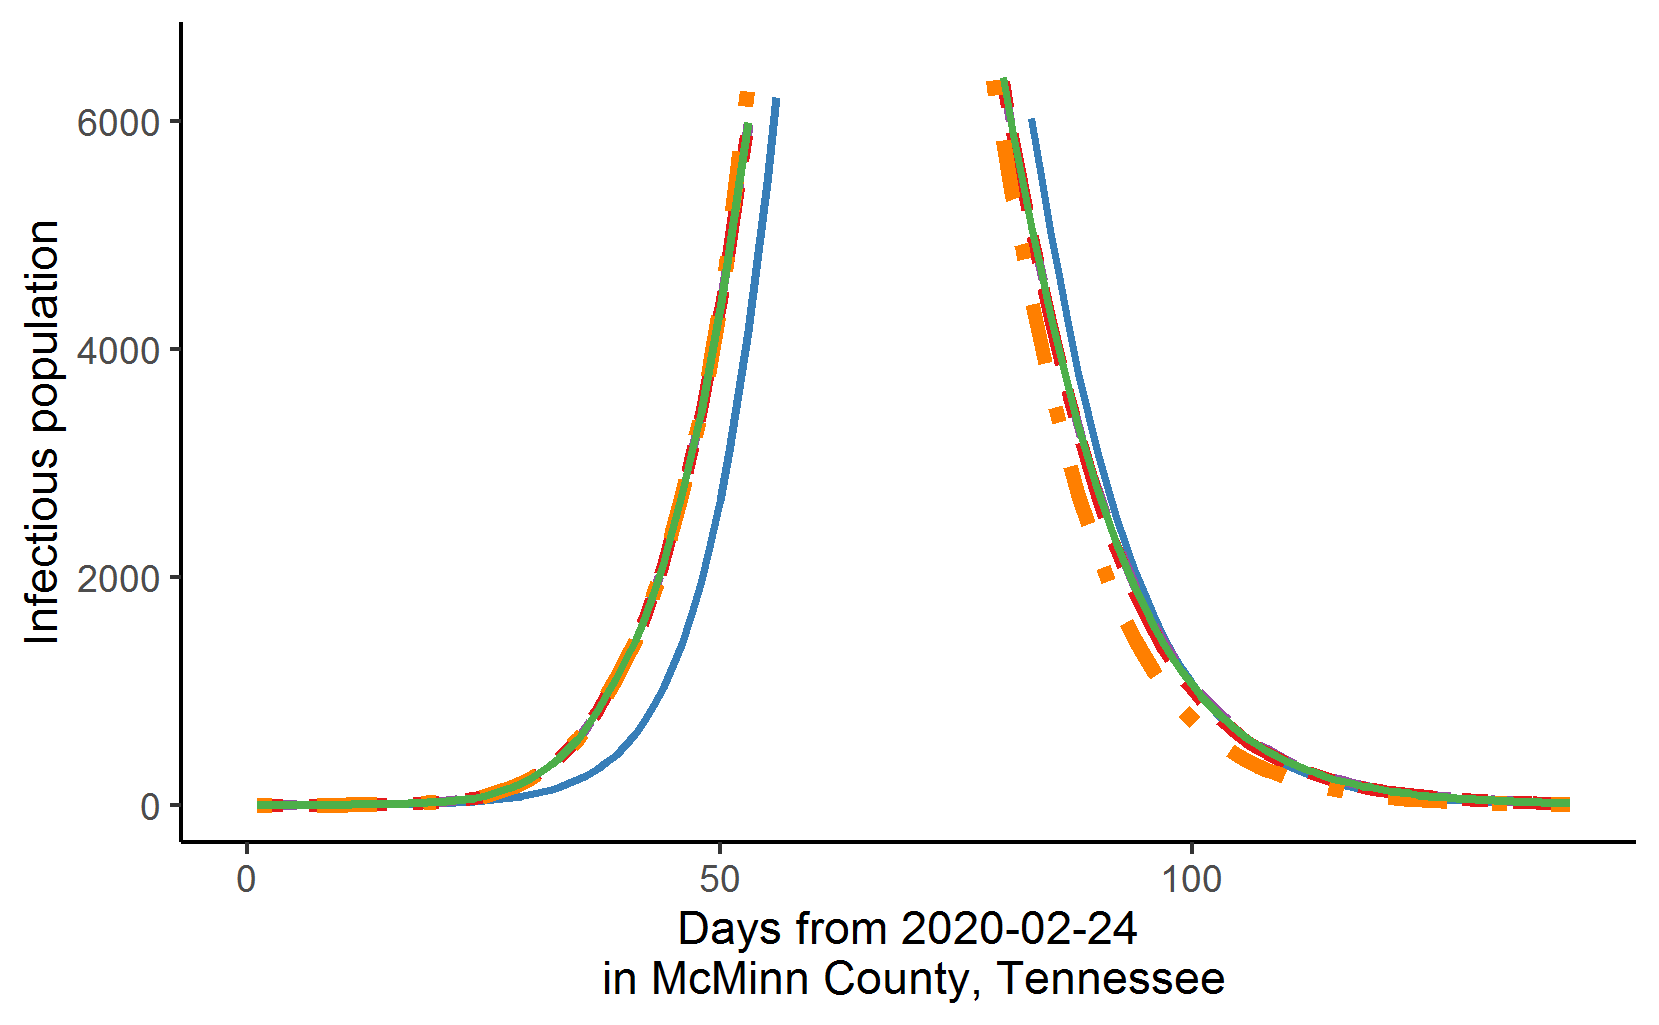 Infectious population
6000
4000
2000
0
0 50 100
Days from 2020-02-24
in McMinn County, Tennessee